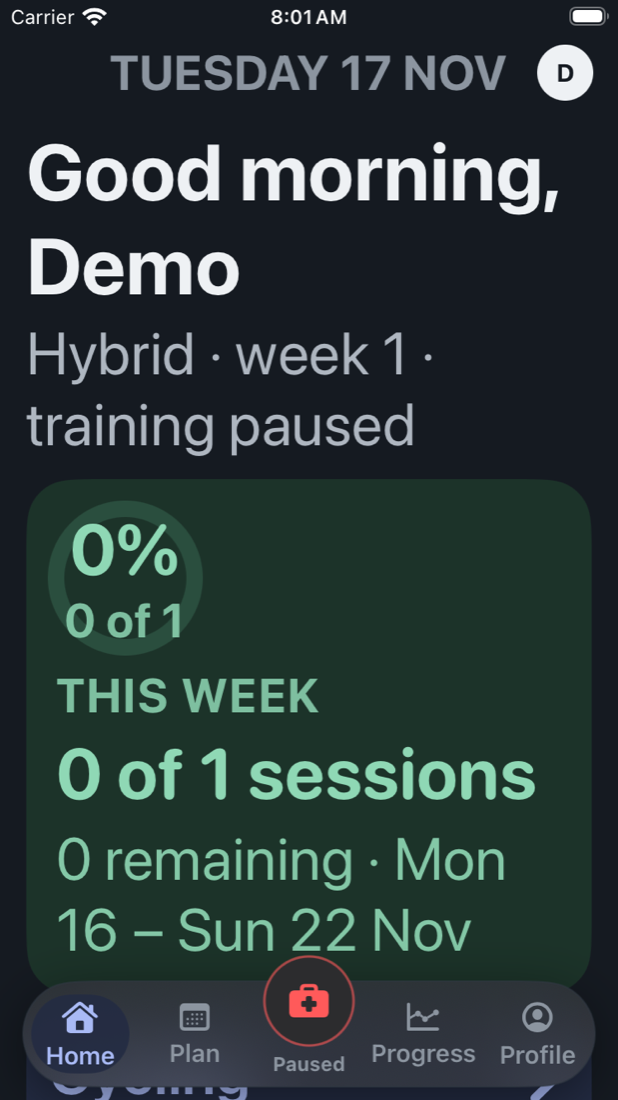 Carrier 8:01 AM
TUESDAY 17 NOV D
Good morning,
Demo
Hybrid · week 1 ·
training paused
0%
0 of 1
THIS WEEK
0 of 1 sessions
0 remaining · Mon
16 – Sun 22 Nov
Cycling
Home Plan Paused Progress Profile